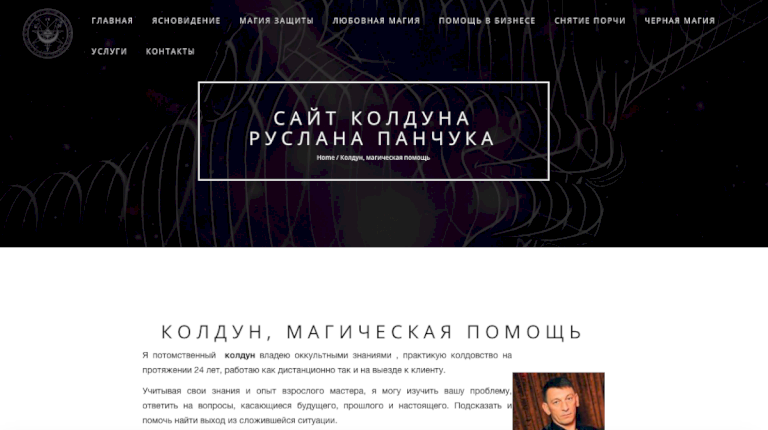 ГЛАВНАЯ ЯСНОВИДЕНИЕ МАГИЯ ЗАЩИТЫ ЛЮБОВНАЯ МАГИЯ ПОМОЩЬ В БИЗНЕСЕ СНЯТИЕ ПОРЧИ ЧЕРНАЯ МАГИЯ
УСЛУГИ КОНТАКТЫ
САЙТ КОЛДУНА
РУСЛАНА ПАНЧУКА
Home / Колдун, магическая помощь
КОЛДУН, МАГИЧЕСКАЯ ПОМОЩЬ
Я потомственный колдун владею оккультными знаниями , практикую колдовство на
протяжении 24 лет, работаю как дистанционно так и на выезде к клиенту.
Учитывая свои знания и опыт взрослого мастера, я могу изучить вашу проблему,
ответить на вопросы, касающиеся будущего, прошлого и настоящего. Подсказать и
помочь найти выход из сложившейся ситуации.